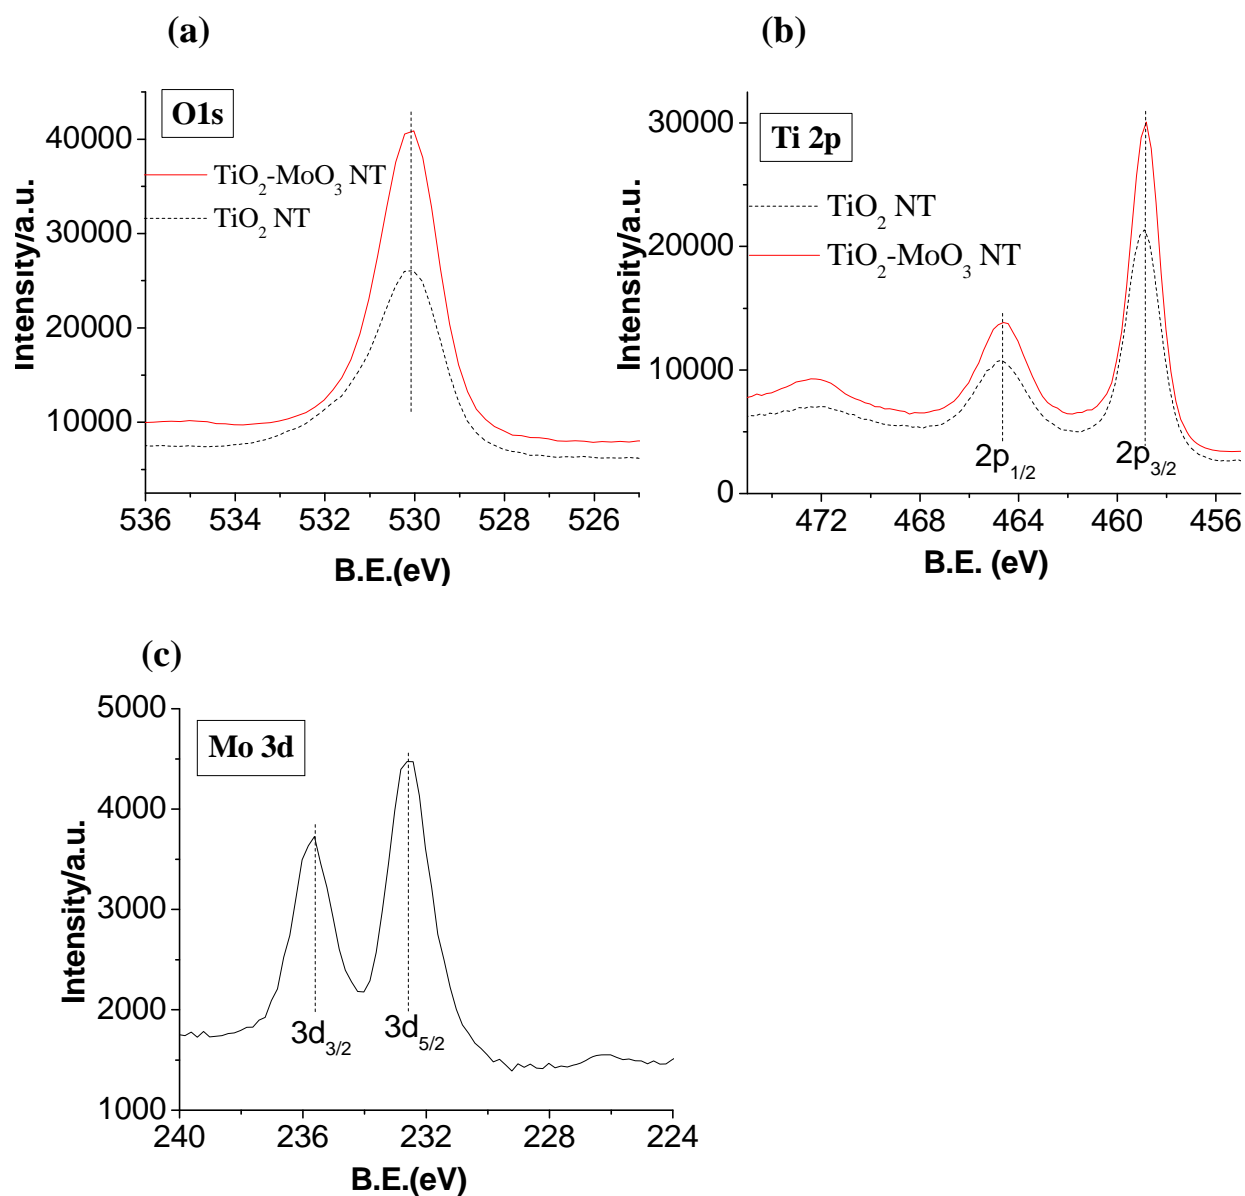 (a)
O1s
TiO2-MoO3 NT
TiO2 NT
Intensity/a.u.
40000
30000
20000
10000
536
534
532
530
528
526
B.E.(eV)
(b)
Ti 2p
TiO2 NT
TiO2-MoO3 NT
Intensity/a.u.
30000
20000
10000
0
2p1/2
2p3/2
472
468
464
460
456
B.E. (eV)
(c)
Mo 3d
Intensity/a.u.
5000
4000
3000
2000
1000
3d3/2
3d5/2
240
236
232
228
224
B.E.(eV)